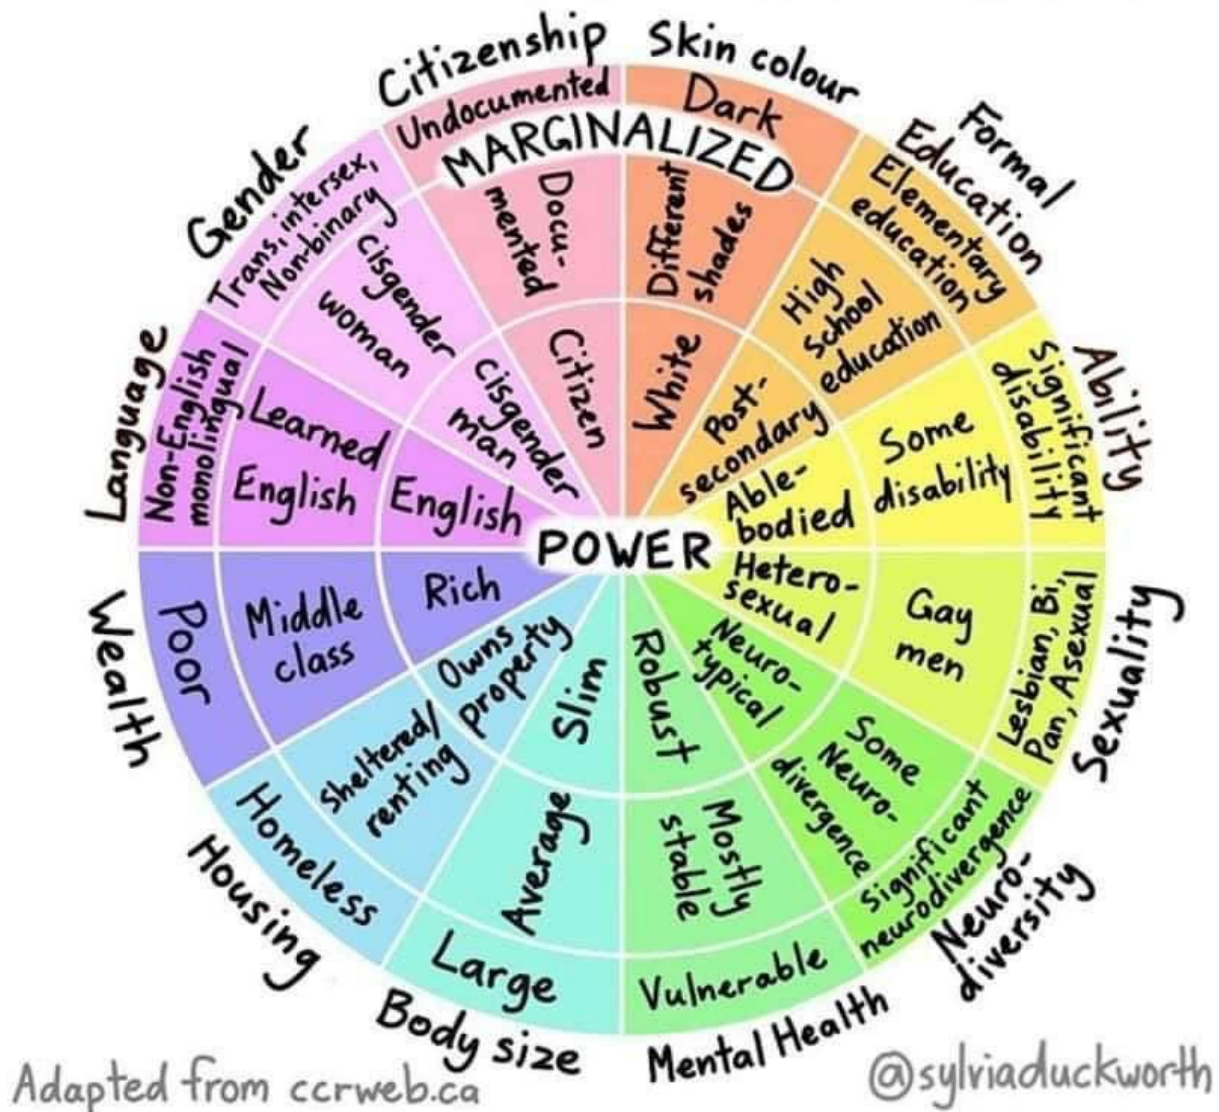 Citizenship
Undocumented
Docu-
mented
Citizen
Skin colour
Dark
Different
shades
White
Formal
Education
Elementary
education
High
School
education
Post-
secondary
Ability
Significant
disability
Some
disability
Able-
bodied
Sexuality
Lesbian, Bi,
Pan, Asexual
Gay
men
Hetero-
sexual
Neuro-
diversity
Significant
neurodivergence
Some
Neuro-
divergence
Neuro-
typical
Mental Health
Vulnerable
Mostly
stable
Robust
Body size
Large
Average
Slim
Housing
Homeless
Sheltered/
renting
Owns
property
Wealth
Poor
Middle
class
Rich
Language
Non-English
monolingual
Learned
English
English
Gender
Trans, intersex,
Non-binary
cisgender
woman
cisgender
man
MARGINALIZED
POWER
Adapted from ccrweb.ca
@sylviaduckworth